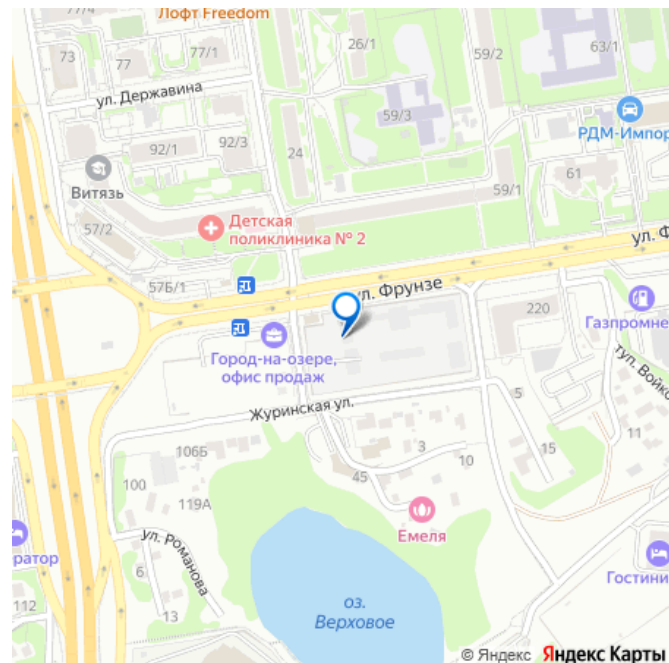 Лофт Freedom
73
77
77/1
26/1
59/2
63/1
ул. Державина
59/3
РДМ-Импор
92/1
92/3
24
61
Витязь
59/1
Детская
поликлиника № 2
57/2
ул. Ф
57Б/1
ул. Фрунзе
220
Газпромне
Город-на-озере,
офис продаж
туп. Войко
Журинская ул.
5
11
106Б
3
15
100
45
10
119А
Емеля
ул. Романова
ратор
6
Гостини
112
13
оз.
Верховое
© Яндекс Яндекс Карты